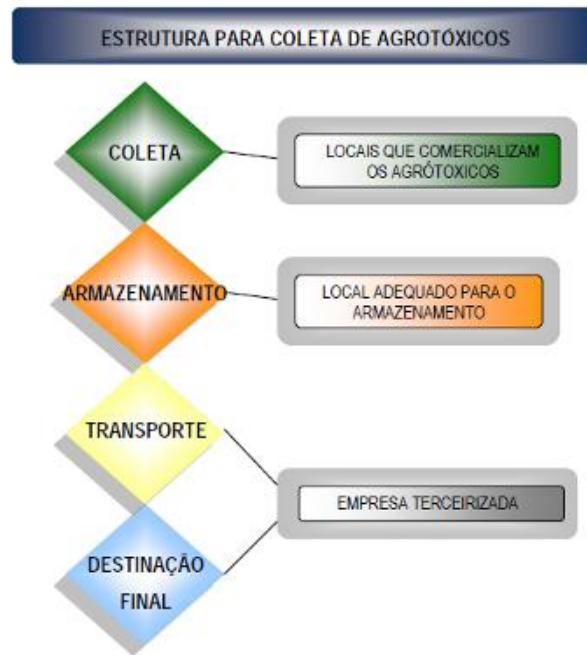 ESTRUTURA PARA COLETA DE AGROTÓXICOS
COLETA
LOCAIS QUE COMERCIALIZAM
OS AGRÓTOXICOS
ARMAZENAMENTO
LOCAL ADEQUADO PARA O
ARMAZENAMENTO
TRANSPORTE
EMPRESA TERCEIRIZADA
DESTINAÇÃO
FINAL